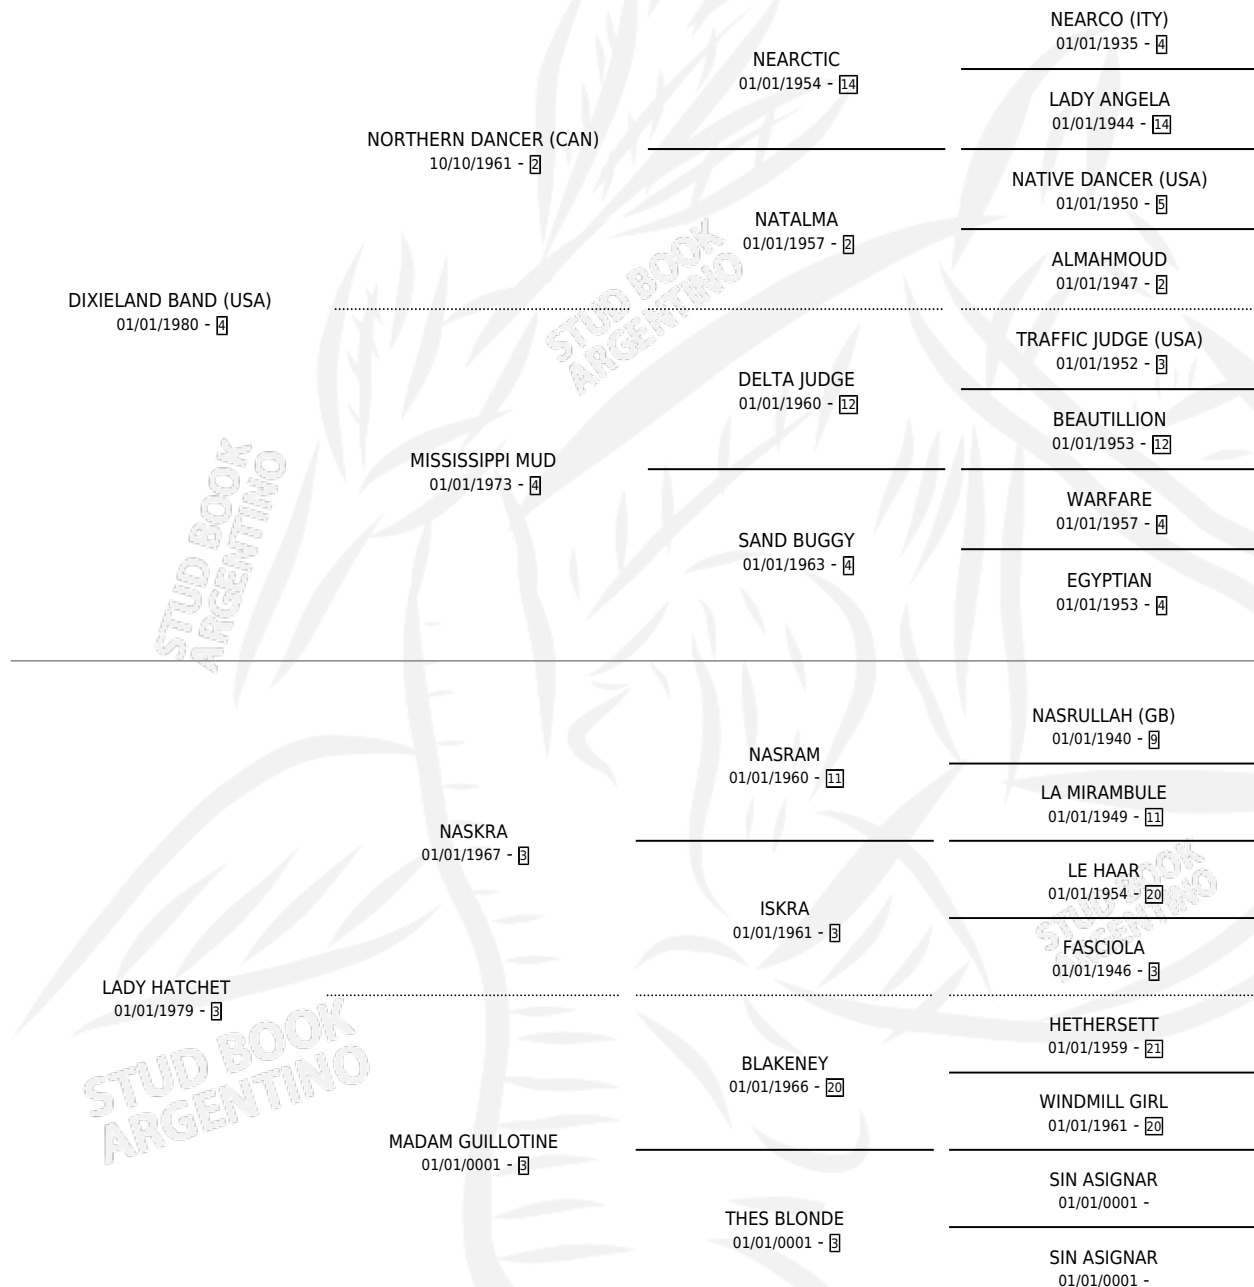 NEARCO (ITY)
01/01/1935 - 4
NEARCTIC
01/01/1954 - 14
LADY ANGELA
01/01/1944 - 14
NORTHERN DANCER (CAN)
10/10/1961 - 2
NATIVE DANCER (USA)
01/01/1950 - 5
NATALMA
01/01/1957 - 2
ALMAHMOUD
01/01/1947 - 2
DIXIELAND BAND (USA)
01/01/1980 - 4
STUD BOOK
ARGENTINO
TRAFFIC JUDGE (USA)
01/01/1952 - 3
DELTA JUDGE
01/01/1960 - 12
BEAUTILLION
01/01/1953 - 12
MISSISSIPPI MUD
01/01/1973 - 4
WARFARE
01/01/1957 - 4
SAND BUGGY
01/01/1963 - 4
EGYPTIAN
01/01/1953 - 4
STUD BOOK
ARGENTINO
NASRULLAH (GB)
01/01/1940 - 9
NASRAM
01/01/1960 - 11
LA MIRAMBULE
01/01/1949 - 11
NASKRA
01/01/1967 - 3
LE HAAR
01/01/1954 - 20
ISKRA
01/01/1961 - 3
FASCIOLA
01/01/1946 - 3
STUD BOOK
ARGENTINO
LADY HATCHET
01/01/1979 - 3
HETHERSETT
01/01/1959 - 21
BLAKENEY
01/01/1966 - 20
WINDMILL GIRL
01/01/1961 - 20
STUD BOOK
ARGENTINO
MADAM GUILLOTINE
01/01/0001 - 3
SIN ASIGNAR
01/01/0001 -
THES BLONDE
01/01/0001 - 3
SIN ASIGNAR
01/01/0001 -